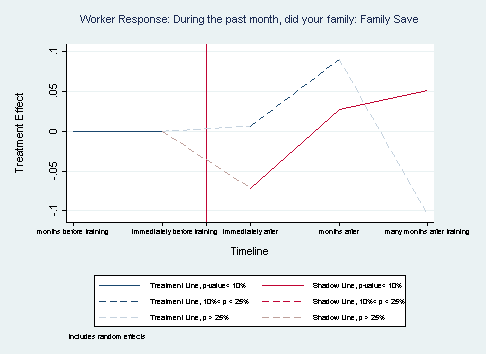 Worker Response: During the past month, did your family: Family Save
Treatment Effect
.1
.05
0
-.05
-.1
months before training immediately before training immediately after months after many months after training
Timeline
Treatment Line, p-value< 10% Shadow Line, p-value< 10%
Treatment Line, 10%< p < 25% Shadow Line, 10%< p < 25%
Treatment Line, p > 25% Shadow Line, p > 25%
Includes random effects